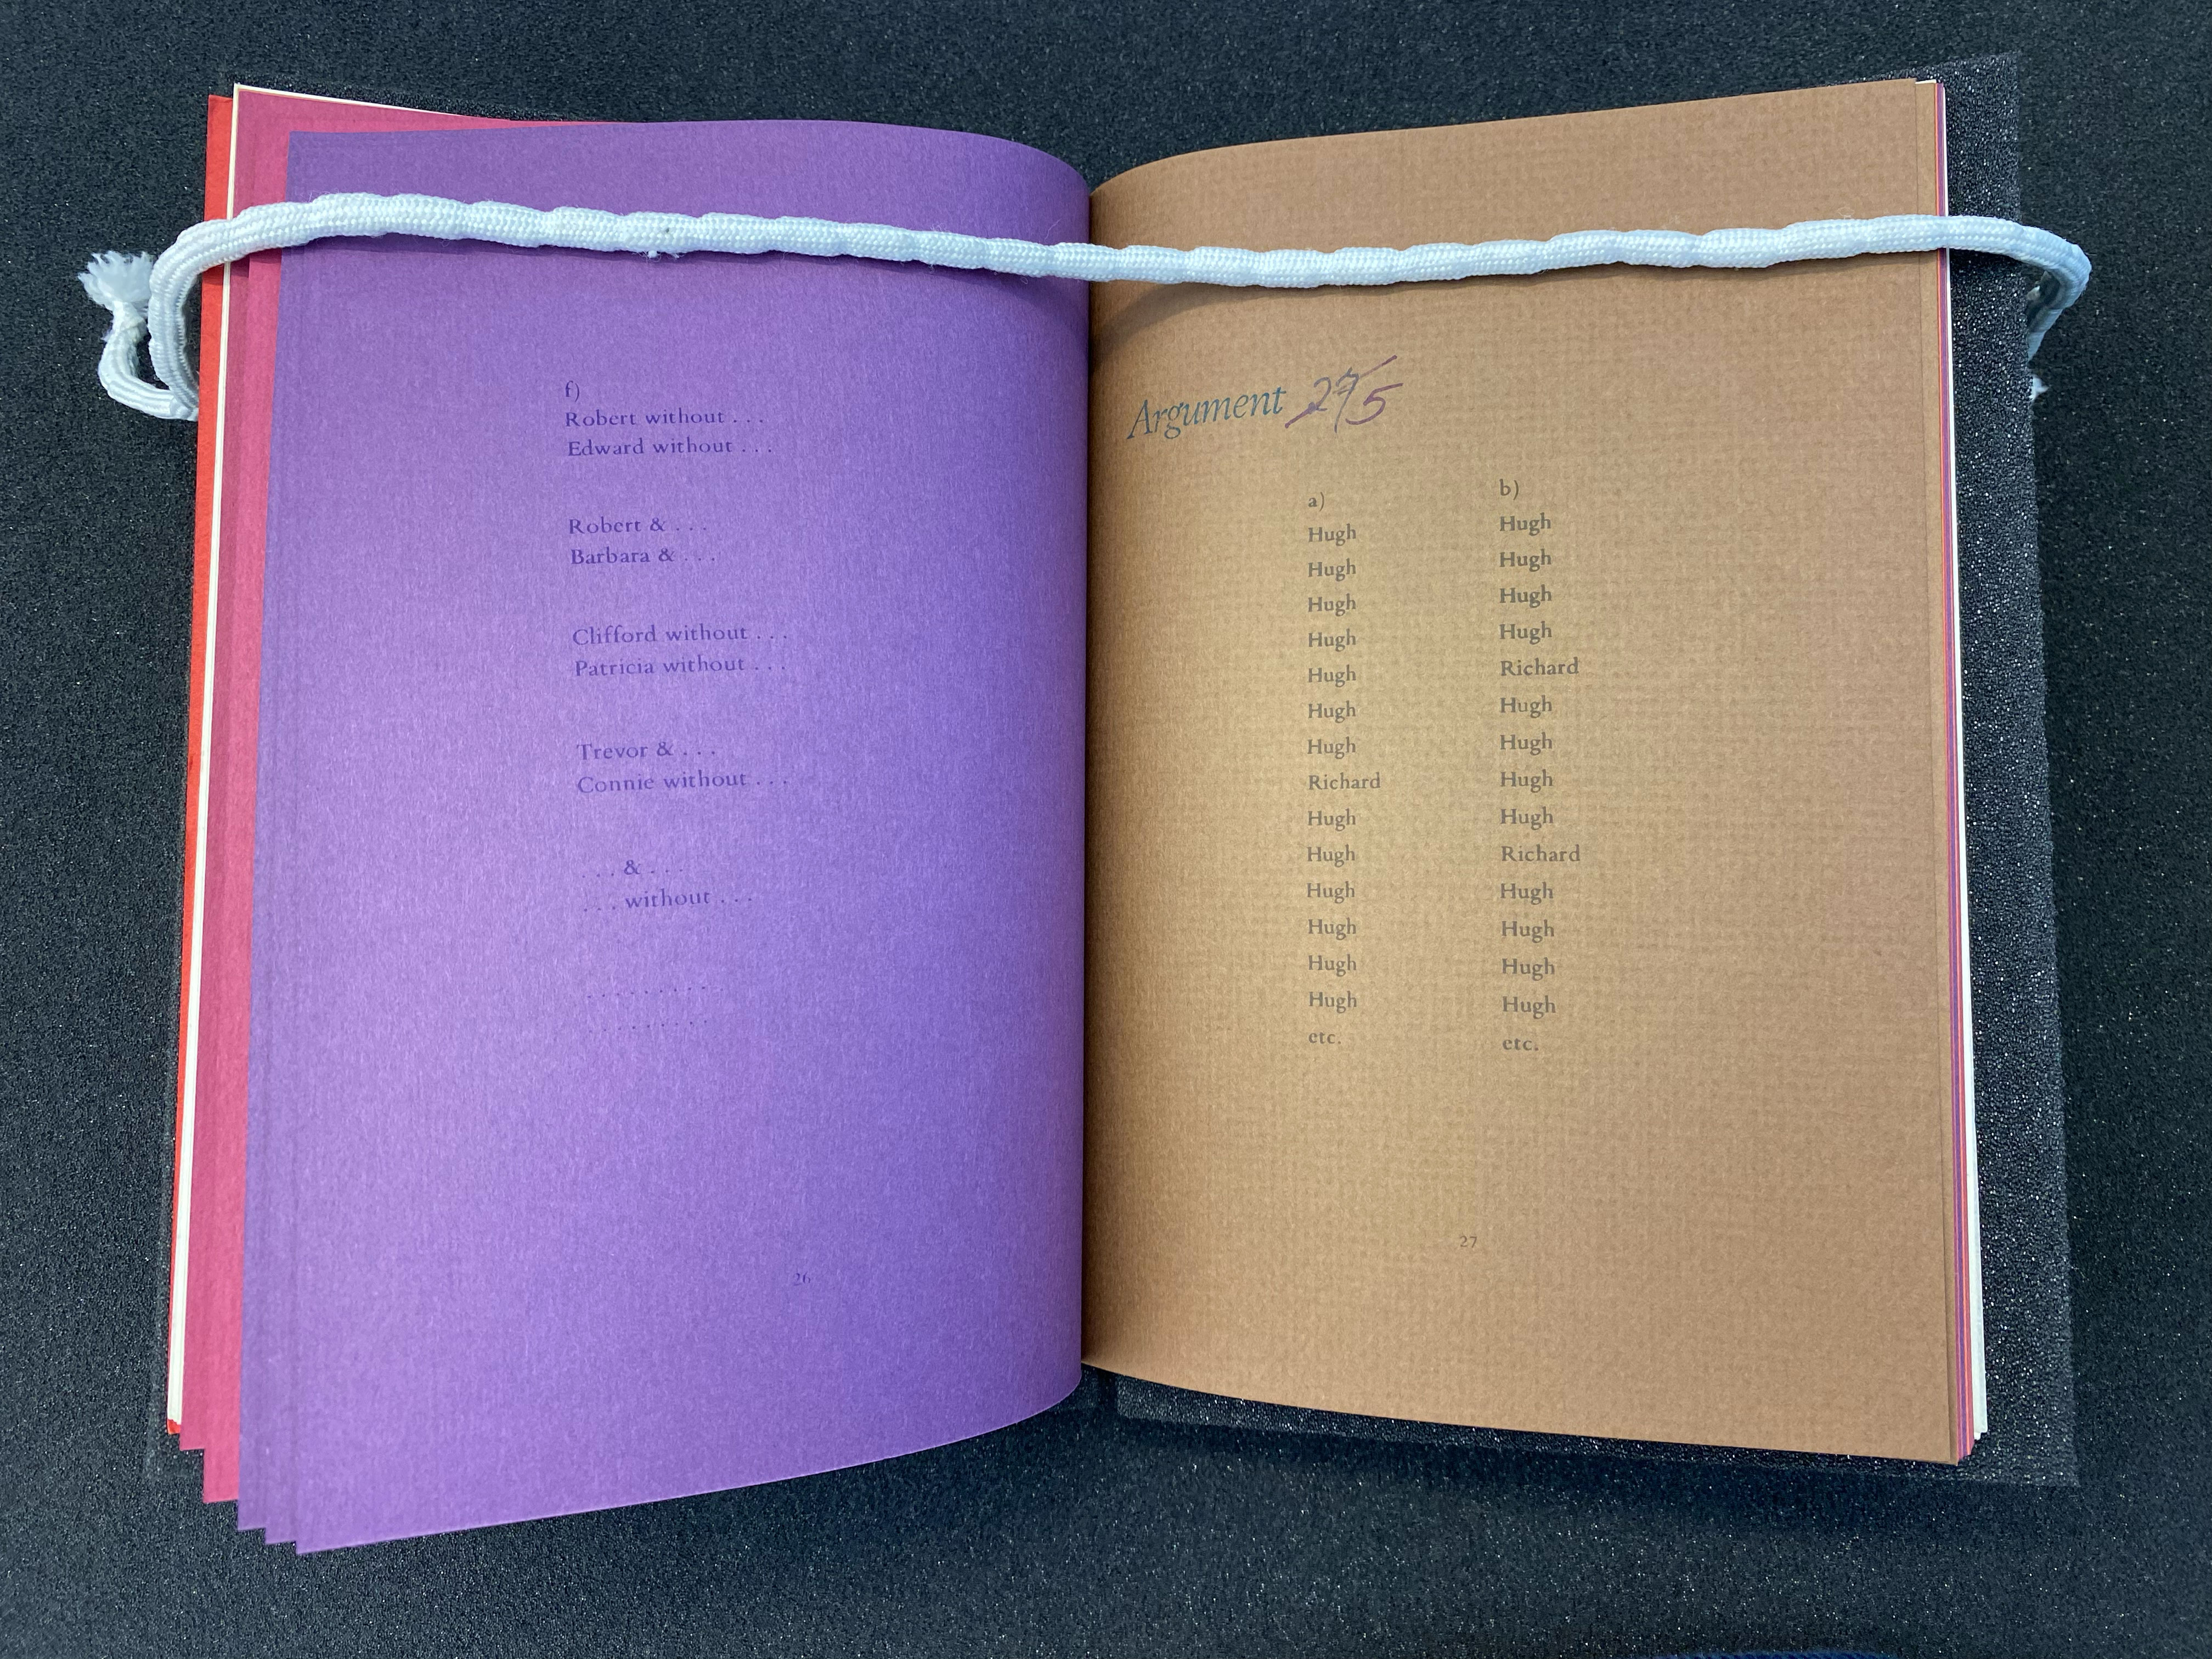 f)
Robert without . . .
Edward without . . .
Robert & . . .
Barbara & . . .
Clifford without . . .
Patricia without . . .
Trevor & . . .
Connie without . . .
. . . & . . .
. . . without . . .
. . . . . . . . . .
. . . . . . . . .
26
Argument 27/5
a)
Hugh
Hugh
Hugh
Hugh
Hugh
Hugh
Hugh
Richard
Hugh
Hugh
Hugh
Hugh
Hugh
Hugh
etc.
b)
Hugh
Hugh
Hugh
Hugh
Richard
Hugh
Hugh
Hugh
Hugh
Richard
Hugh
Hugh
Hugh
Hugh
etc.
27